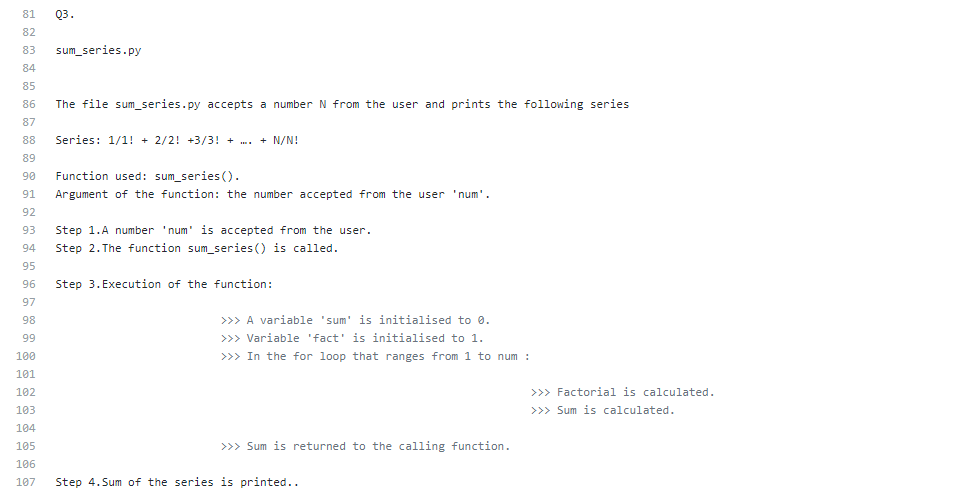 81 Q3.
82
83 sum_series.py
84
85
86 The file sum_series.py accepts a number N from the user and prints the following series
87
88 Series: 1/1! + 2/2! +3/3! + …. + N/N!
89
90 Function used: sum_series().
91 Argument of the function: the number accepted from the user 'num'.
92
93 Step 1.A number 'num' is accepted from the user.
94 Step 2.The function sum_series() is called.
95
96 Step 3.Execution of the function:
97
98 >>> A variable 'sum' is initialised to 0.
99 >>> Variable 'fact' is initialised to 1.
100 >>> In the for loop that ranges from 1 to num :
101
102 >>> Factorial is calculated.
103 >>> Sum is calculated.
104
105 >>> Sum is returned to the calling function.
106
107 Step 4.Sum of the series is printed..